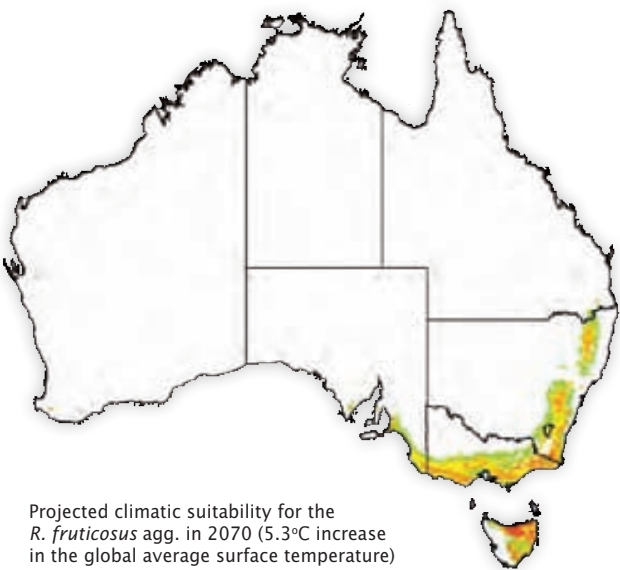 Projected climatic suitability for the
R. fruticosus agg. in 2070 (5.3°C increase
in the global average surface temperature)